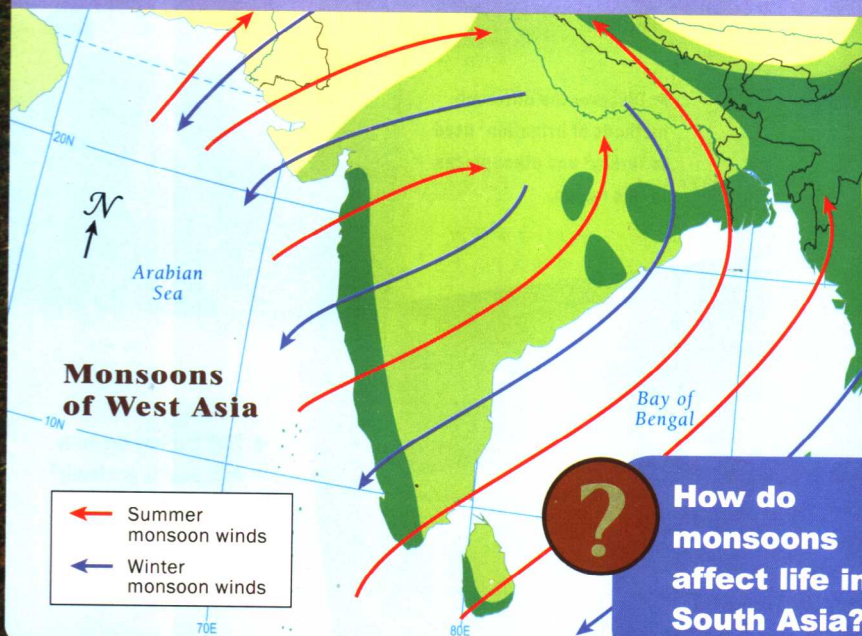 20N
N
Arabian
Sea
Monsoons
of West Asia
10N
Bay of
Bengal
Summer
monsoon winds
Winter
monsoon winds
70E
80E
?
How do
monsoons
affect life in
South Asia?